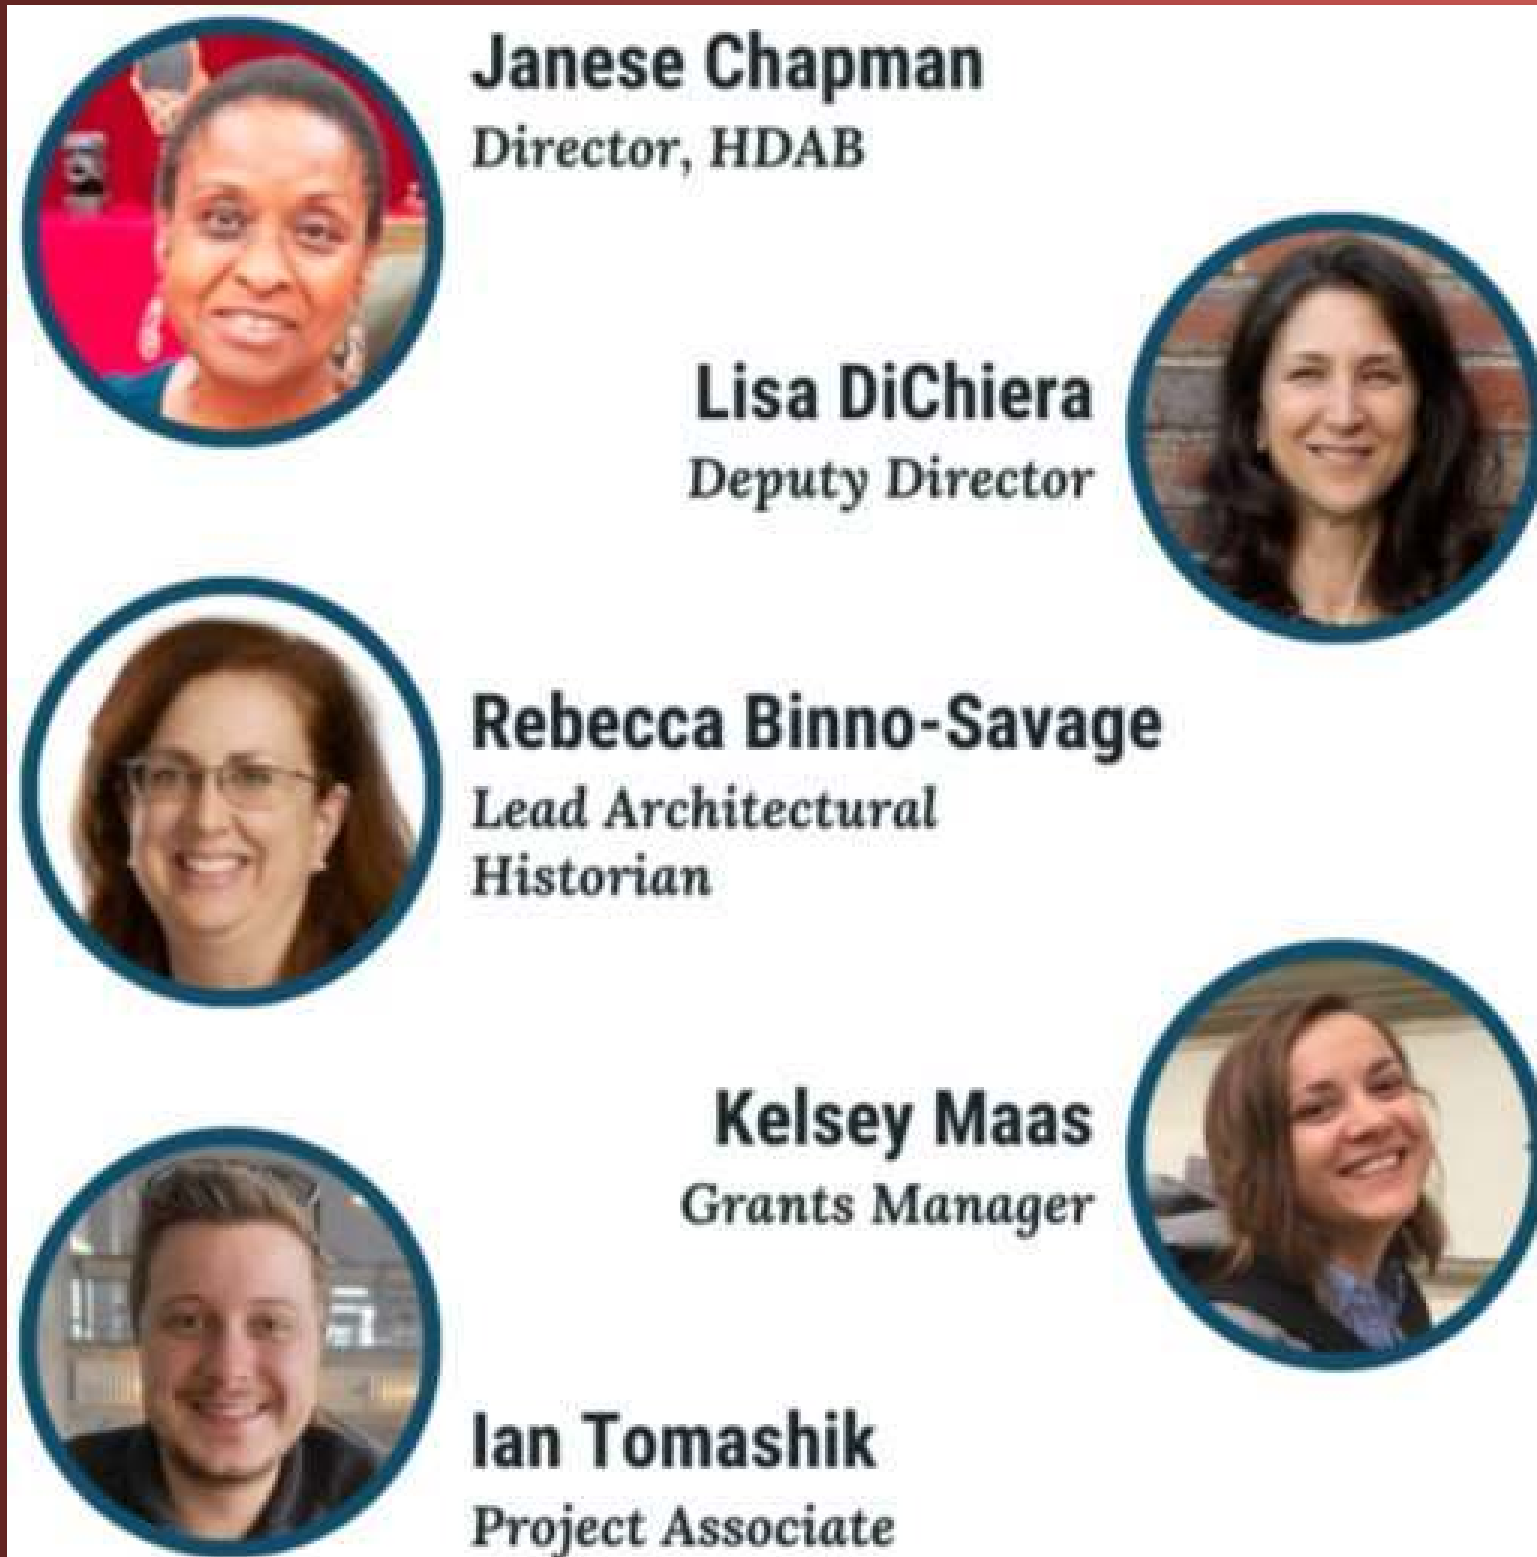 Janese Chapman
Director, HDAB
Lisa DiChiera
Deputy Director
Rebecca Binno-Savage
Lead Architectural
Historian
Kelsey Maas
Grants Manager
Ian Tomashik
Project Associate